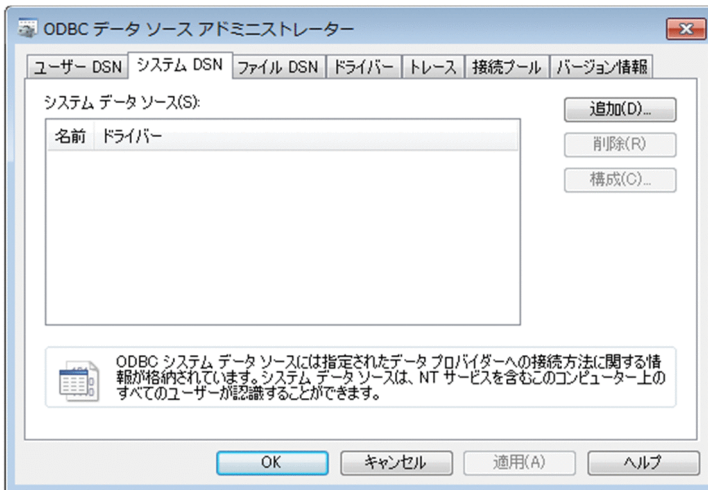 ODBC データ ソース アドミニストレーター
ユーザー DSN システム DSN ファイル DSN ドライバー トレース 接続プール バージョン情報
システム データ ソース(S):
名前 ドライバー
追加(D)...
削除(R)
構成(C)...
ODBC システム データ ソースには指定されたデータ プロバイダーへの接続方法に関する情
報が格納されています。システム データ ソースは、NT サービスを含むこのコンピューター上の
すべてのユーザーが認識することができます。
OK キャンセル 適用(A) ヘルプ